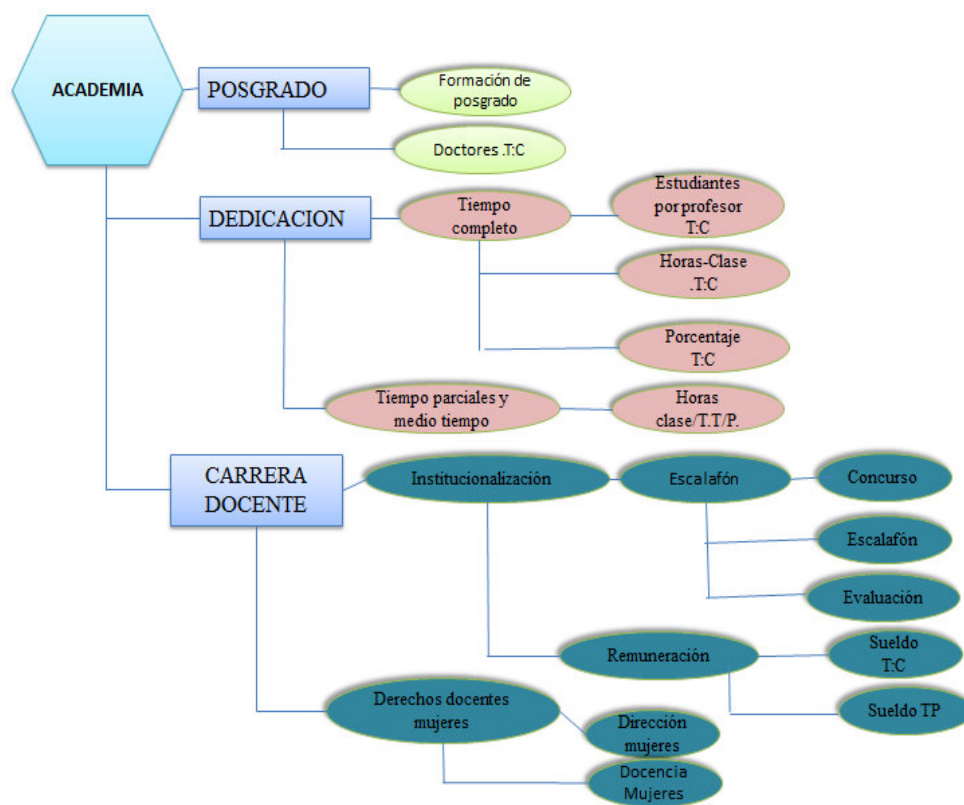 ACADEMIA
POSGRADO
Formación de
posgrado
Doctores .T:C
DEDICACION
Tiempo
completo
Estudiantes
por profesor
T:C
Horas-Clase
.T:C
Porcentaje
T:C
Tiempo parciales y
medio tiempo
Horas
clase/T.T/P.
CARRERA
DOCENTE
Institucionalización
Escalafón
Concurso
Escalafón
Evaluación
Remuneración
Sueldo
T:C
Sueldo TP
Derechos docentes
mujeres
Dirección
mujeres
Docencia
Mujeres